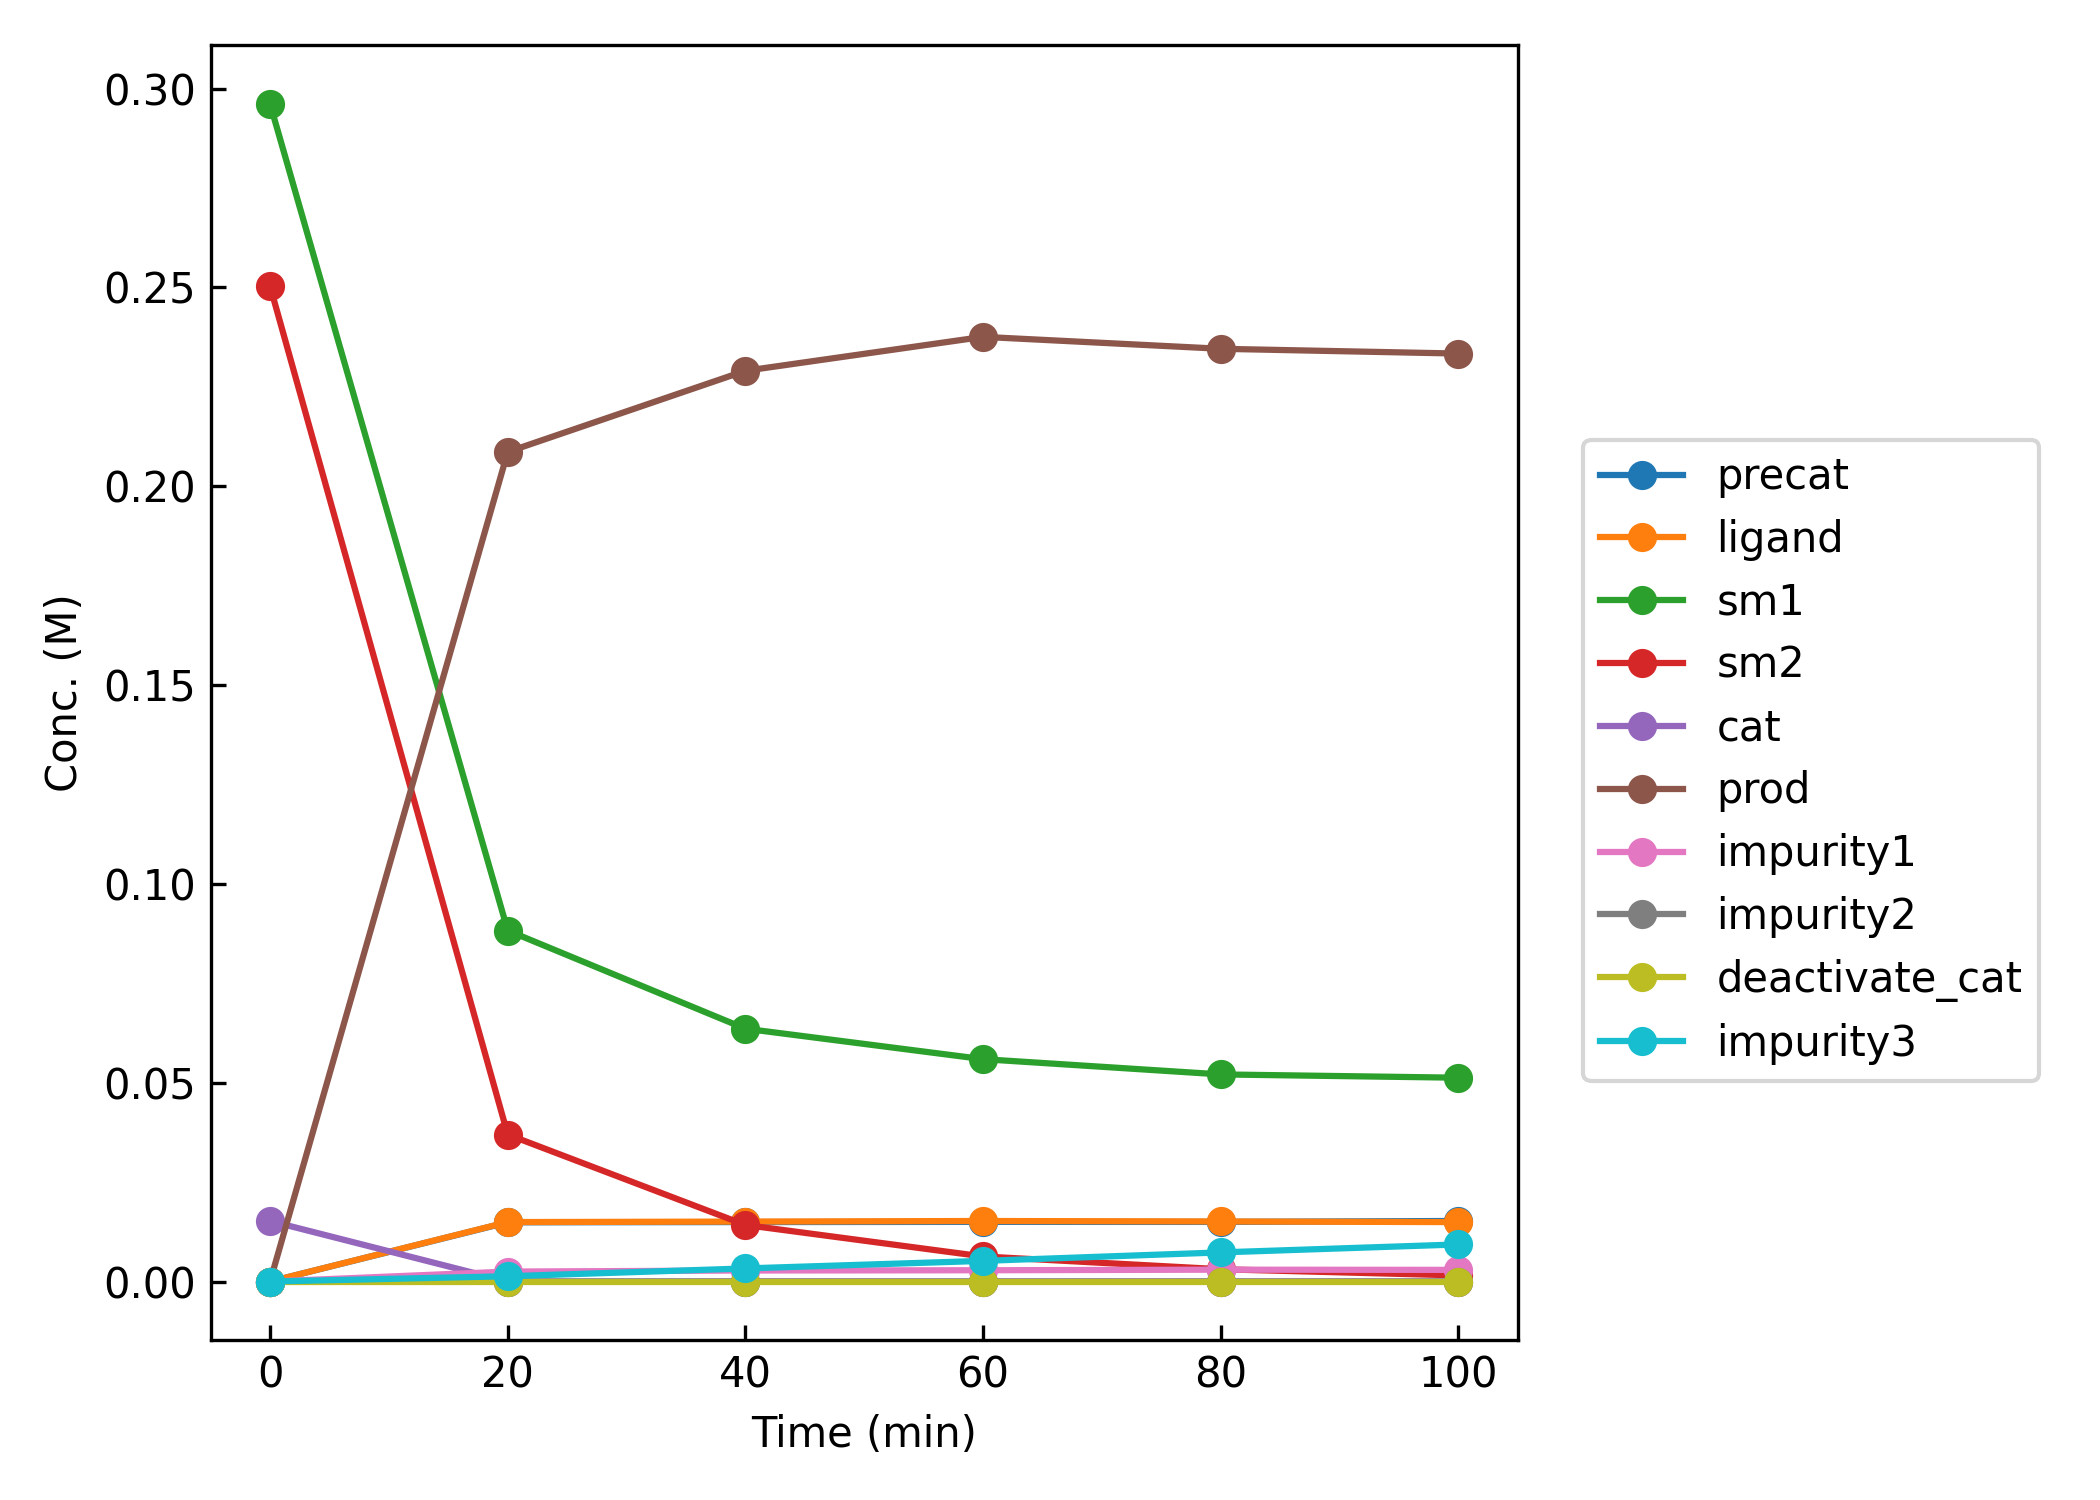 0.30
0.25
0.20
0.15
0.10
0.05
0.00
Conc. (M)
0 20 40 60 80 100
Time (min)
precat
ligand
sm1
sm2
cat
prod
impurity1
impurity2
deactivate_cat
impurity3